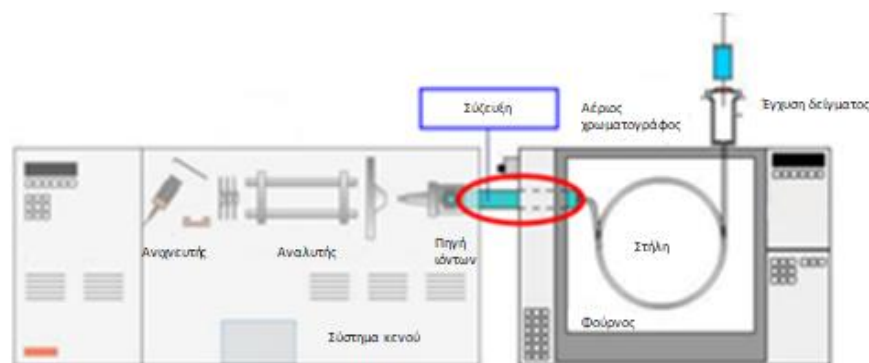 Σύζευξη
Αέριος
χρωματογράφος
Έγχυση δείγματος
Ανιχνευτής
Αναλυτής
Πηγή
ιόντων
Στήλη
Σύστημα κενού
Φούρνος